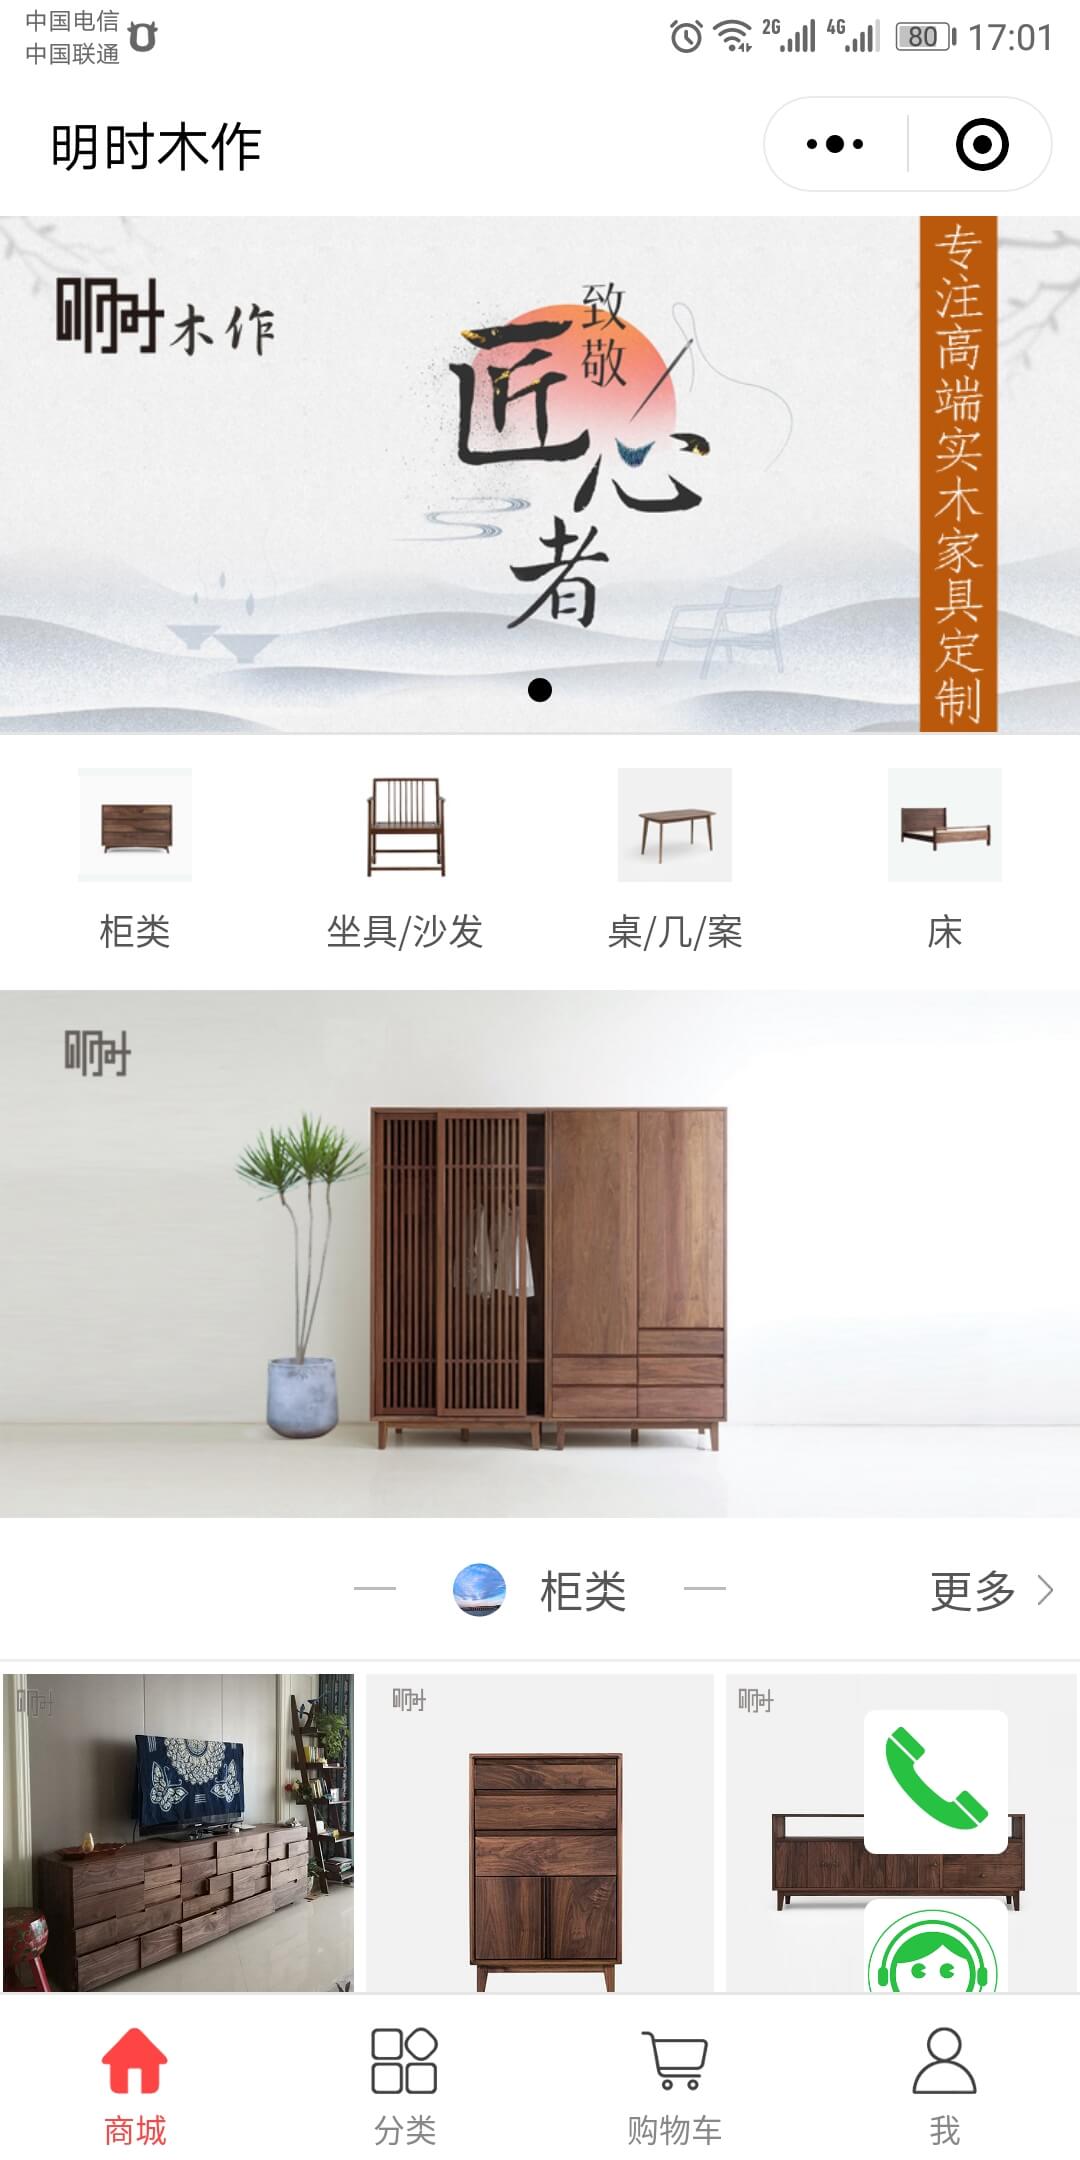 中国电信
中国联通
2G
4G
80
17:01
明时木作
明时木作
致敬
匠心者
专注高端实木家具定制
柜类
坐具/沙发
桌/几/案
床
明时
柜类
更多
明时
明时
明时
商城
分类
购物车
我